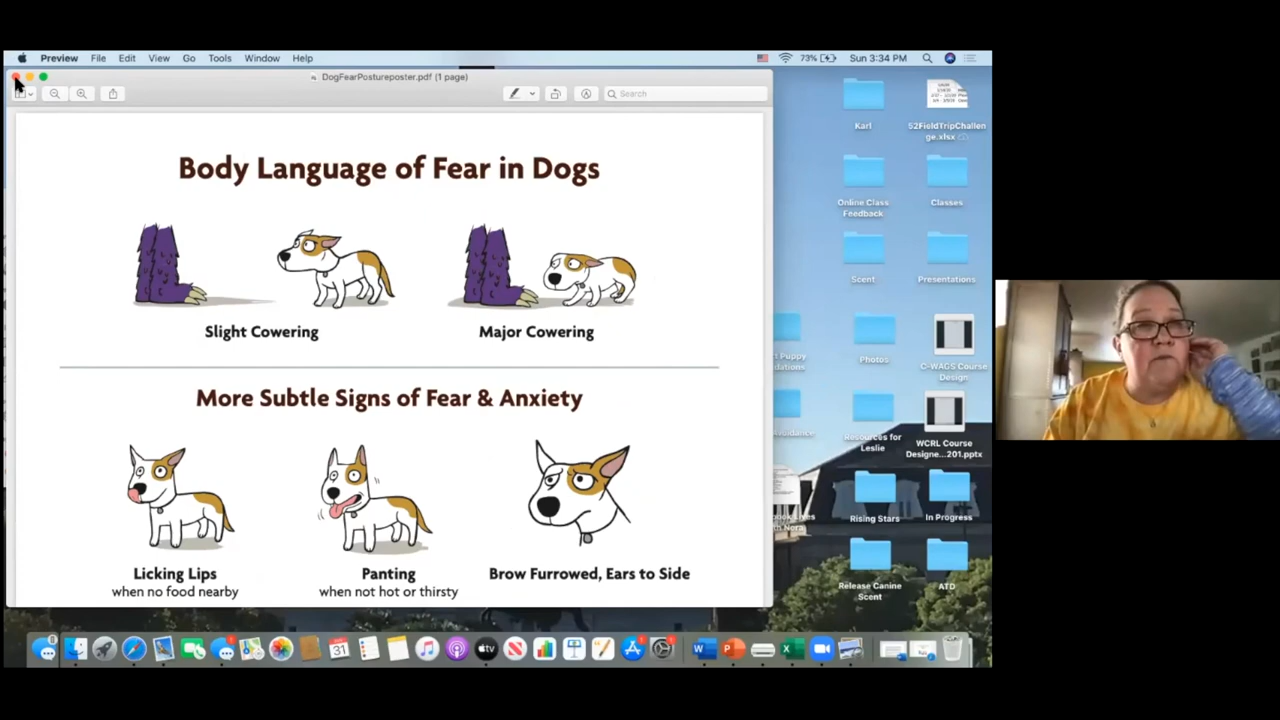 Preview File Edit View Go Tools Window Help
73% Sun 3:34 PM
DogFearPostureposter.pdf (1 page)
Search
Body Language of Fear in Dogs
Slight Cowering
Major Cowering
More Subtle Signs of Fear & Anxiety
Licking Lips
when no food nearby
Panting
when not hot or thirsty
Brow Furrowed, Ears to Side
Karl
52FieldTripChallen
ge.xlsx
Online Class
Feedback
Classes
Scent
Presentations
Puppy
Photos
C-WAGS Course
Design
Resources for
Leslie
WCRL Course
Designe...201.pptx
Rising Stars
In Progress
Release Canine
Scent
ATD
31